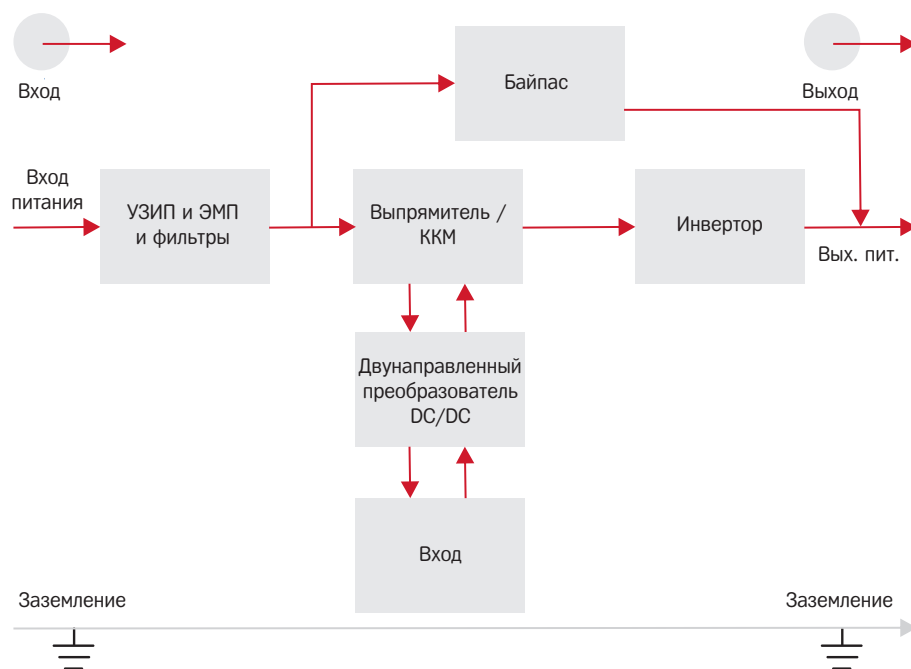 Вход
Выход
Байпас
Вход
питания
УЗИП и ЭМП
и фильтры
Выпрямитель /
ККМ
Инвертор
Вых. пит.
Двунаправленный
преобразователь
DC/DC
Вход
Заземление
Заземление